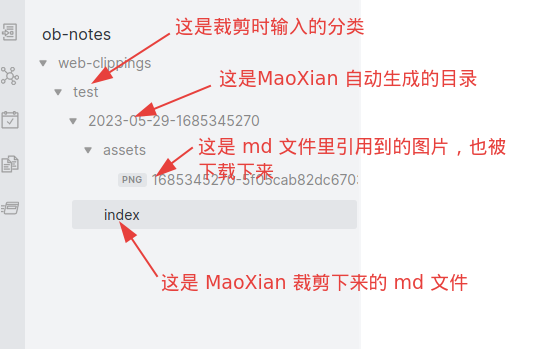 这是裁剪时输入的分类
ob-notes
web-clippings
这是MaoXian 自动生成的目录
test
2023-05-29-1685345270
这是 md 文件里引用到的图片，也被
下载下来
assets
PNG 1685345270-5f05cab82dc6703
index
这是 MaoXian 裁剪下来的 md 文件